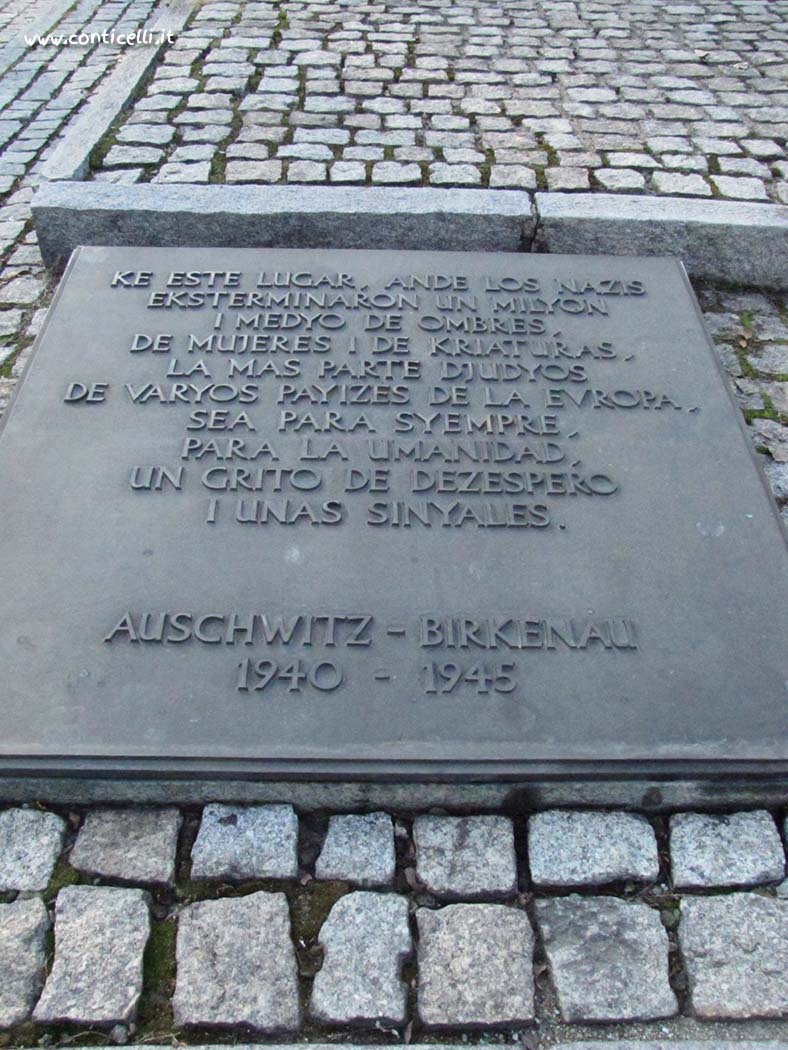 www.conticelli.it
KE ESTE LUGAR, ANDE LOS NAZIS
EKSTERMINARON UN MILYON
I MEDYO DE OMBRES,
DE MUJERES I DE KRIATURAS,
LA MAS PARTE DJUDYOS
DE VARYOS PAYIZES DE LA EVROPA,
SEA PARA SYEMPRE,
PARA LA UMANIDAD,
UN GRITO DE DEZESPERO
I UNAS SINYALES.
AUSCHWITZ - BIRKENAU
1940 - 1945